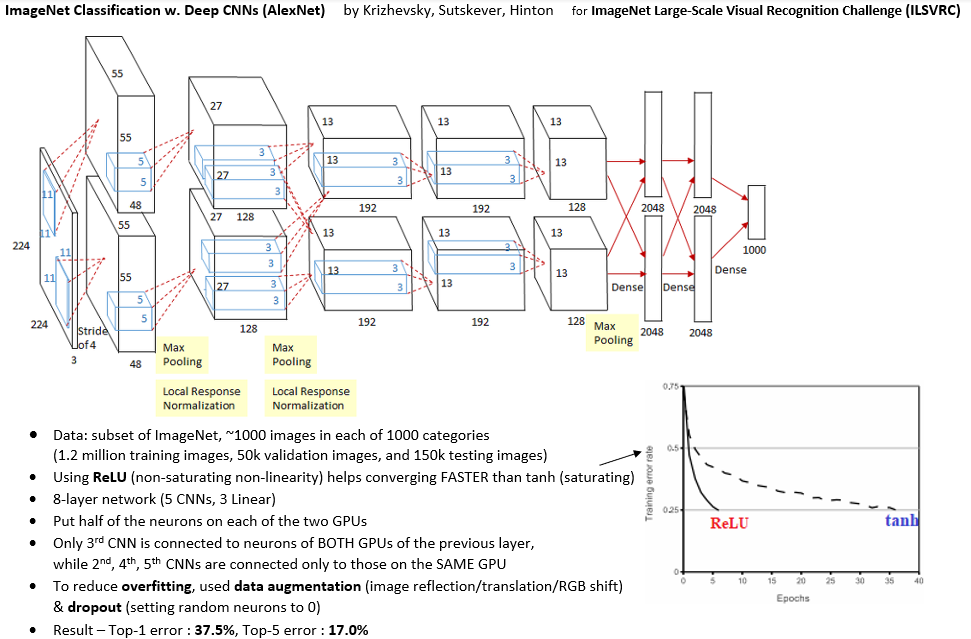 ImageNet Classification w. Deep CNNs (AlexNet) by Krizhevsky, Sutskever, Hinton for ImageNet Large-Scale Visual Recognition Challenge (ILSVRC)
55
55
5
5
48
27
3
27
3
3
27 128
13
13
3
3
192
13
13
3
3
192
13
13
128
2048
2048
1000
Dense
11
11
224
11
11
224
3
Stride
of 4
55
55
5
5
48
3
3
27
3
3
128
13
13
3
3
192
13
3
3
13
192
13
13
128
Dense
Dense
2048
2048
Max
Pooling
Max
Pooling
Max
Pooling
Local Response
Normalization
Local Response
Normalization
• Data: subset of ImageNet, ~1000 images in each of 1000 categories
(1.2 million training images, 50k validation images, and 150k testing images)
• Using ReLU (non-saturating non-linearity) helps converging FASTER than tanh (saturating)
• 8-layer network (5 CNNs, 3 Linear)
• Put half of the neurons on each of the two GPUs
• Only 3rd CNN is connected to neurons of BOTH GPUs of the previous layer,
while 2nd, 4th, 5th CNNs are connected only to those on the SAME GPU
• To reduce overfitting, used data augmentation (image reflection/translation/RGB shift)
& dropout (setting random neurons to 0)
• Result – Top-1 error : 37.5%, Top-5 error : 17.0%
Training error rate
0.75
0.5
0.25
0
ReLU
tanh
0 5 10 15 20 25 30 35 40
Epochs